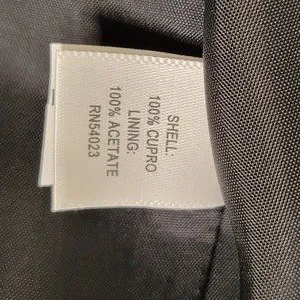 SHELL:
100% CUPRO
LINING:
100% ACETATE
RN54023